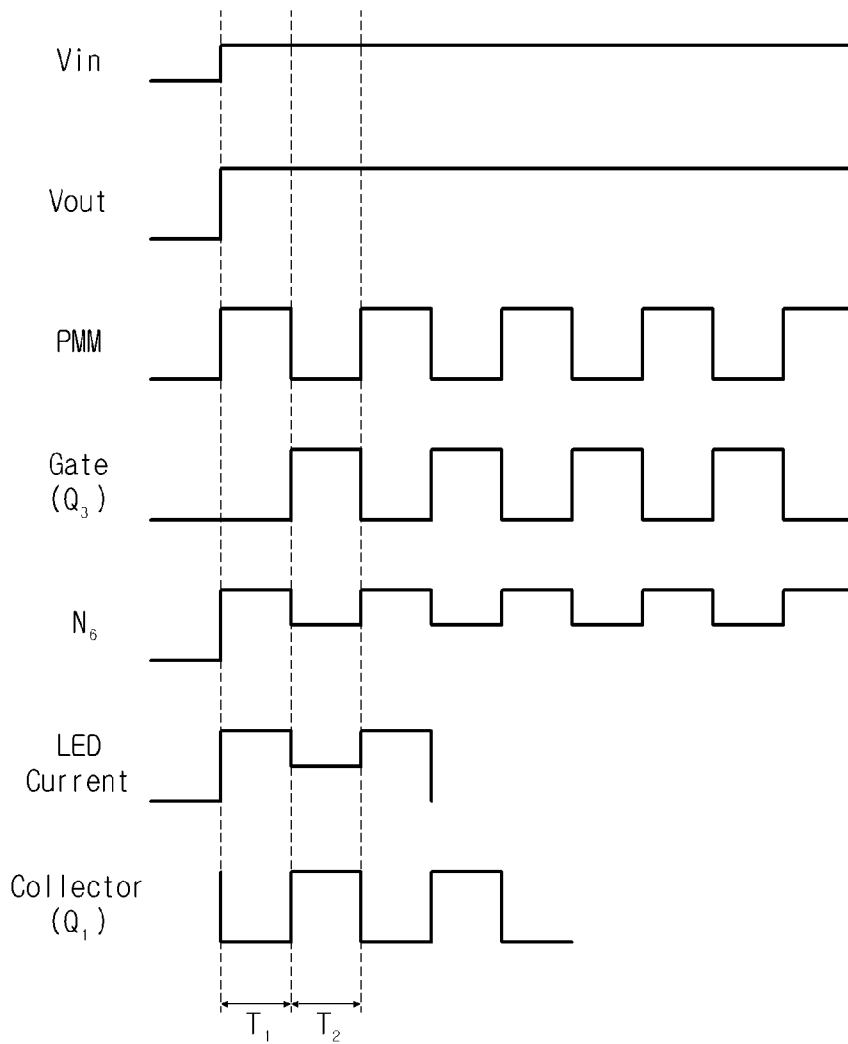 Vin
Vout
PMM
Gate
(Q₃)
N₆
LED
Current
Collector
(Q₁)
T₁ T₂